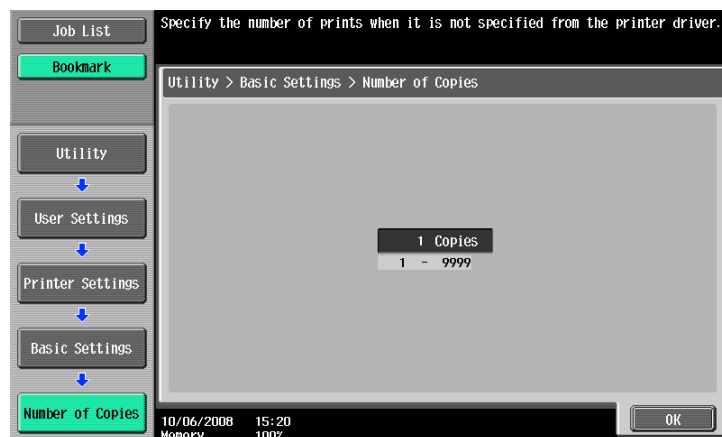 Job List
Bookmark
Utility
User Settings
Printer Settings
Basic Settings
Number of Copies
Specify the number of prints when it is not specified from the printer driver.
Utility > Basic Settings > Number of Copies
1 Copies
1 - 9999
10/06/2008 15:20
Memory 100%
OK